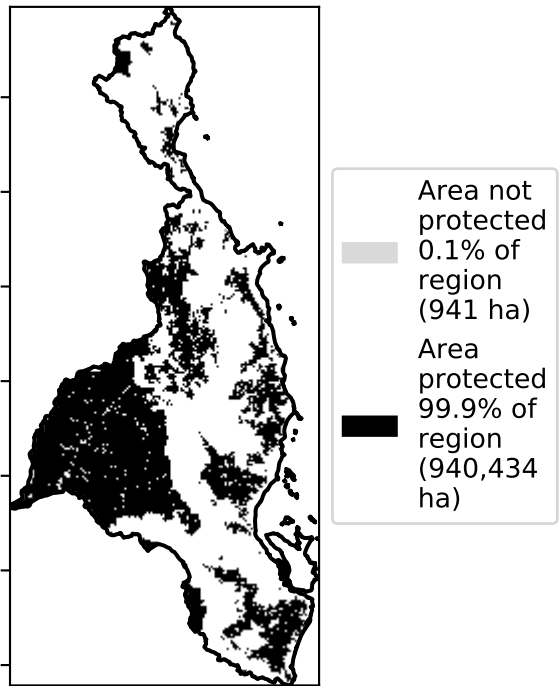 Area not
protected
0.1% of
region
(941 ha)
Area
protected
99.9% of
region
(940,434
ha)